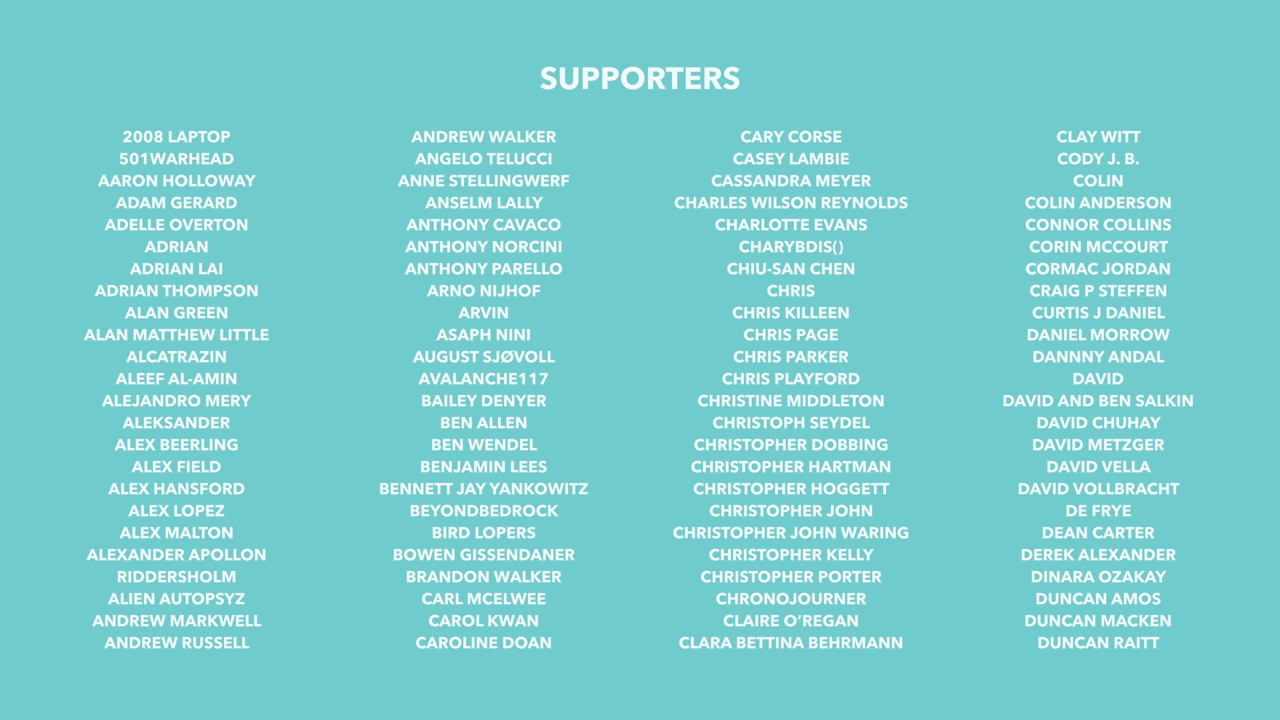 SUPPORTERS
2008 LAPTOP
501WARHEAD
AARON HOLLOWAY
ADAM GERARD
ADELLE OVERTON
ADRIAN
ADRIAN LAI
ADRIAN THOMPSON
ALAN GREEN
ALAN MATTHEW LITTLE
ALCATRAZIN
ALEEF AL-AMIN
ALEJANDRO MERY
ALEKSANDER
ALEX BEERLING
ALEX FIELD
ALEX HANSFORD
ALEX LOPEZ
ALEX MALTON
ALEXANDER APOLLON
RIDDERSHOLM
ALIEN AUTOPSYZ
ANDREW MARKWELL
ANDREW RUSSELL
ANDREW WALKER
ANGELO TELUCCI
ANNE STELLINGWERF
ANSELM LALLY
ANTHONY CAVACO
ANTHONY NORCINI
ANTHONY PARELLO
ARNO NIJHOF
ARVIN
ASAPH NINI
AUGUST SJØVOLL
AVALANCHE117
BAILEY DENYER
BEN ALLEN
BEN WENDEL
BENJAMIN LEES
BENNETT JAY YANKOWITZ
BEYONDBEDROCK
BIRD LOPERS
BOWEN GISSENDANER
BRANDON WALKER
CARL MCELWEE
CAROL KWAN
CAROLINE DOAN
CARY CORSE
CASEY LAMBIE
CASSANDRA MEYER
CHARLES WILSON REYNOLDS
CHARLOTTE EVANS
CHARYBDIS()
CHIU-SAN CHEN
CHRIS
CHRIS KILLEEN
CHRIS PAGE
CHRIS PARKER
CHRIS PLAYFORD
CHRISTINE MIDDLETON
CHRISTOPH SEYDEL
CHRISTOPHER DOBBING
CHRISTOPHER HARTMAN
CHRISTOPHER HOGGETT
CHRISTOPHER JOHN
CHRISTOPHER JOHN WARING
CHRISTOPHER KELLY
CHRISTOPHER PORTER
CHRONOJOURNER
CLAIRE O’REGAN
CLARA BETTINA BEHRMANN
CLAY WITT
CODY J. B.
COLIN
COLIN ANDERSON
CONNOR COLLINS
CORIN MCCOURT
CORMAC JORDAN
CRAIG P STEFFEN
CURTIS J DANIEL
DANIEL MORROW
DANNNY ANDAL
DAVID
DAVID AND BEN SALKIN
DAVID CHUHAY
DAVID METZGER
DAVID VELLA
DAVID VOLLBRACHT
DE FRYE
DEAN CARTER
DEREK ALEXANDER
DINARA OZAKAY
DUNCAN AMOS
DUNCAN MACKEN
DUNCAN RAITT